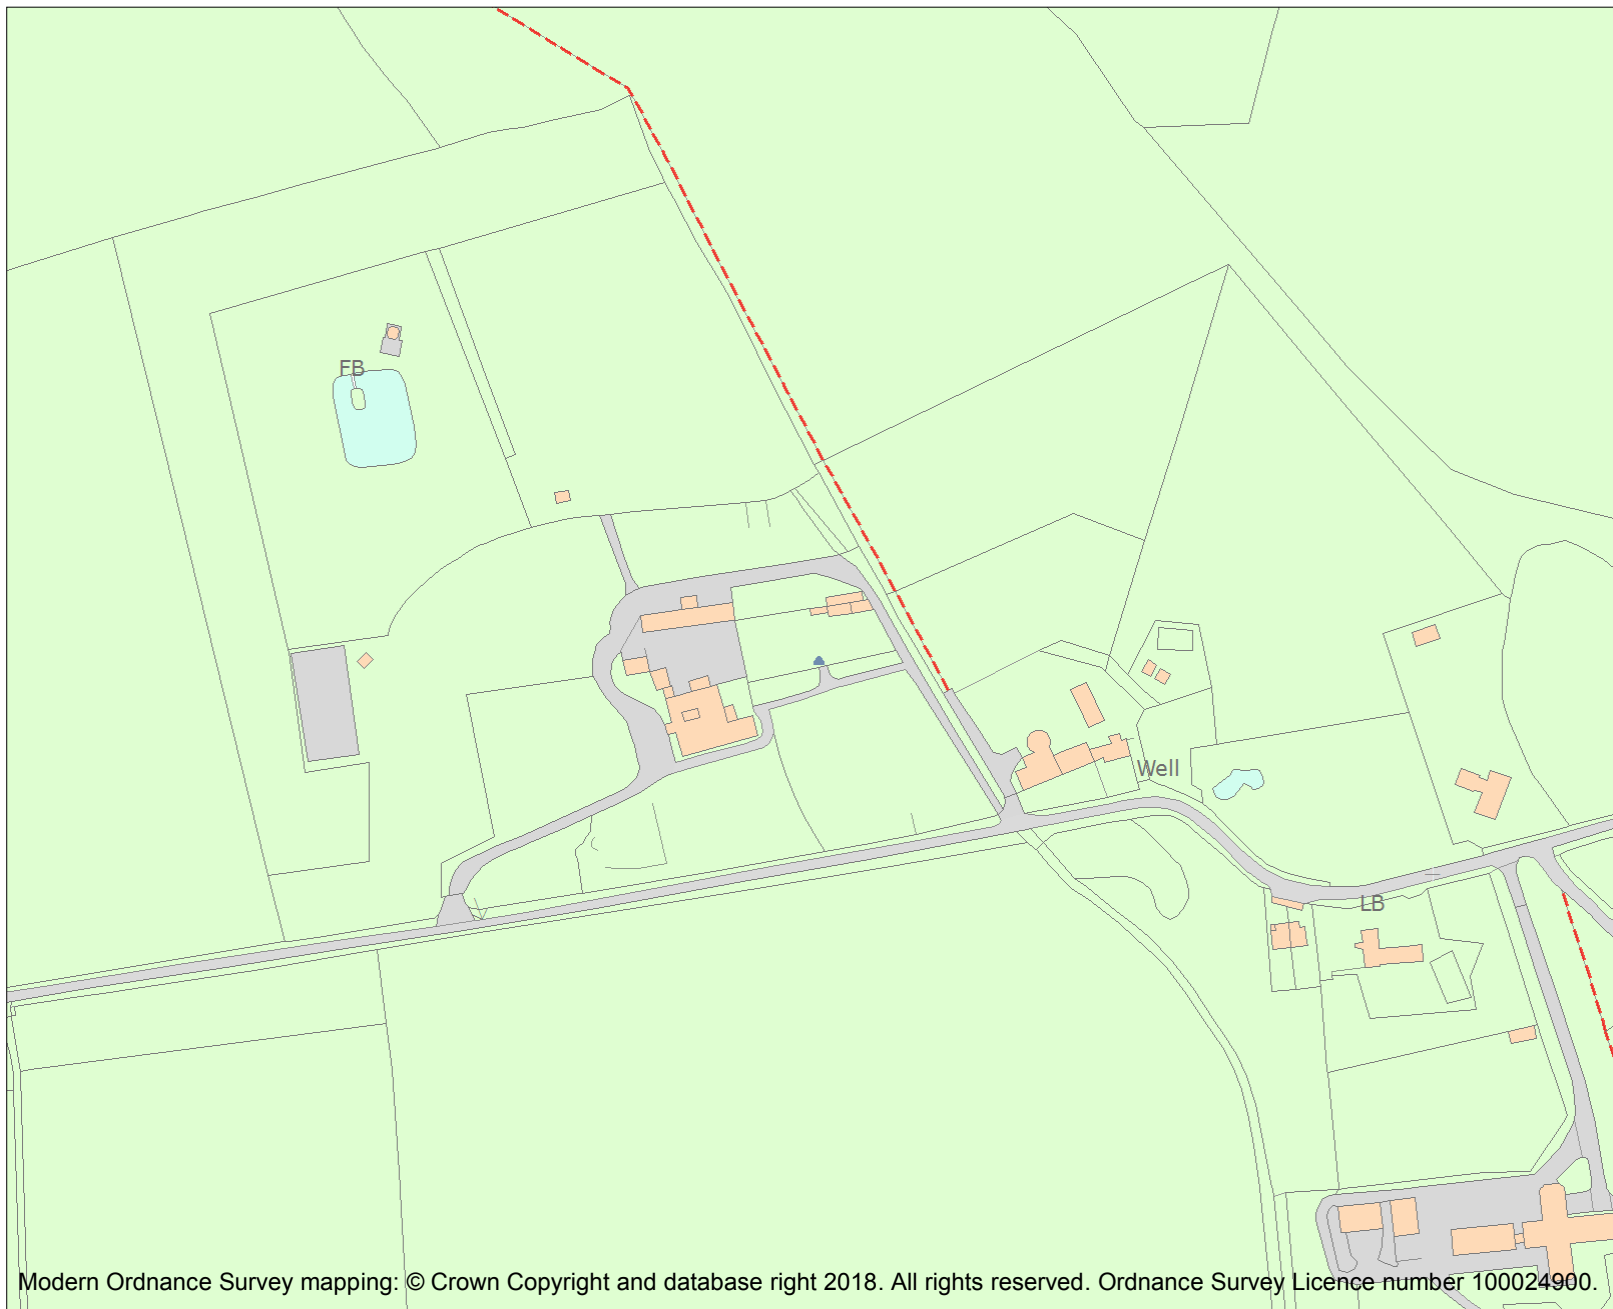 FB
Well
LB
Modern Ordnance Survey mapping: © Crown Copyright and database right 2018. All rights reserved. Ordnance Survey Licence number 100024900.